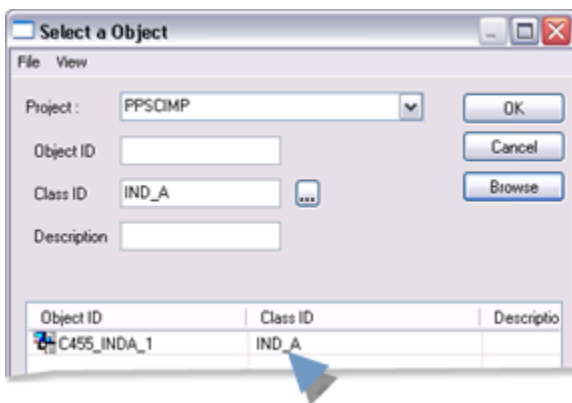 Select a Object
File View
Project : PPSCIMP OK
Object ID Cancel
Class ID IND_A ... Browse
Description
Object ID Class ID Descriptio
C455_INDA_1 IND_A